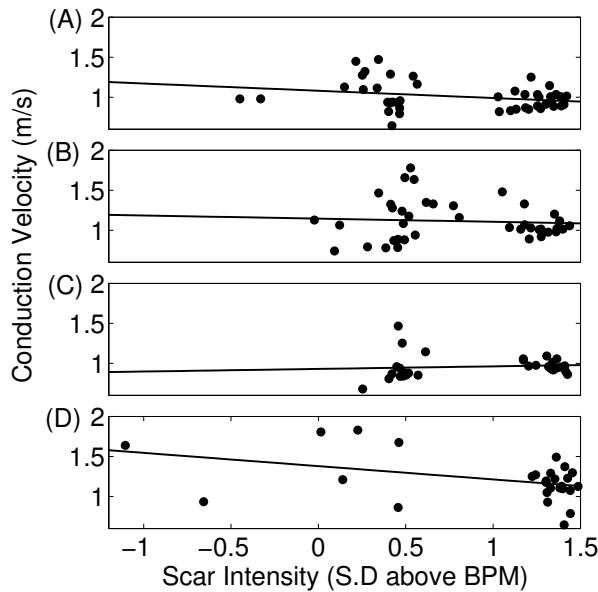 (A)
2
1.5
1
(B)
2
1.5
1
(C)
2
1.5
1
(D)
2
1.5
1
−1 −0.5 0 0.5 1 1.5
Scar Intensity (S.D above BPM)
Conduction Velocity (m/s)